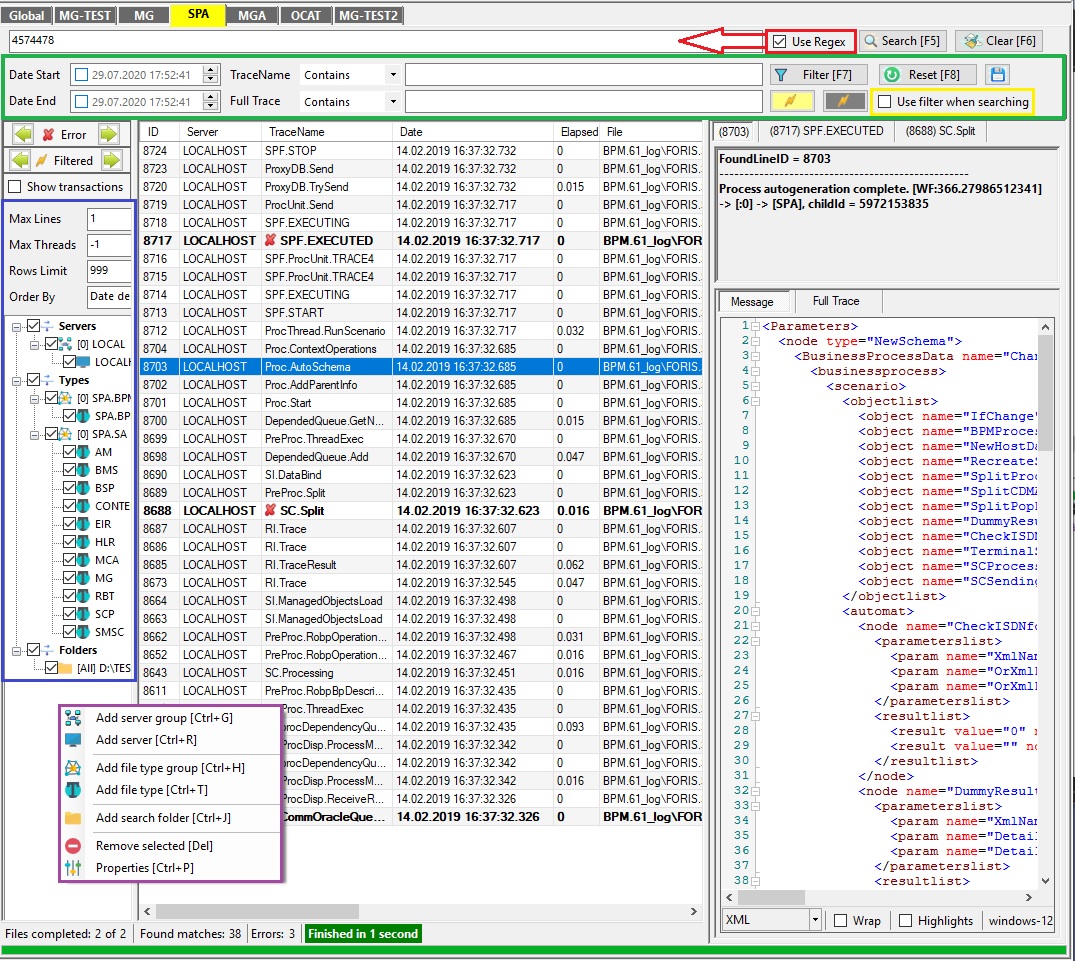 Global MG-TEST MG SPA MGA OCAT MG-TEST2
4574478 Use Regex Search [F5] Clear [F6]
Date Start 29.07.2020 17:52:41 TraceName Contains Filter [F7] Reset [F8]
Date End 29.07.2020 17:52:41 Full Trace Contains Use filter when searching
Error
Filtered
Show transactions
Max Lines 1
Max Threads -1
Rows Limit 999
Order By Date de
Servers
[0] LOCAL
LOCALH
Types
[0] SPA.BPM
SPA.BP
[0] SPA.SA
AM
BMS
BSP
CONTE
EIR
HLR
MCA
MG
RBT
SCP
SMSC
Folders
[All] D:\TES
Add server group [Ctrl+G]
Add server [Ctrl+R]
Add file type group [Ctrl+H]
Add file type [Ctrl+T]
Add search folder [Ctrl+J]
Remove selected [Del]
Properties [Ctrl+P]
ID Server TraceName Date Elapsed File
8724 LOCALHOST SPF.STOP 14.02.2019 16:37:32.732 0 BPM.61_log\FORIS.
8723 LOCALHOST ProxyDB.Send 14.02.2019 16:37:32.732 0 BPM.61_log\FORIS.
8720 LOCALHOST ProxyDB.TrySend 14.02.2019 16:37:32.732 0.015 BPM.61_log\FORIS.
8719 LOCALHOST ProcUnit.Send 14.02.2019 16:37:32.717 0 BPM.61_log\FORIS.
8718 LOCALHOST SPF.EXECUTING 14.02.2019 16:37:32.717 0 BPM.61_log\FORIS.
8717 LOCALHOST SPF.EXECUTED 14.02.2019 16:37:32.717 0 BPM.61_log\FOR
8716 LOCALHOST SPF.ProcUnit.TRACE4 14.02.2019 16:37:32.717 0 BPM.61_log\FORIS.
8715 LOCALHOST SPF.ProcUnit.TRACE4 14.02.2019 16:37:32.717 0 BPM.61_log\FORIS.
8714 LOCALHOST SPF.EXECUTING 14.02.2019 16:37:32.717 0 BPM.61_log\FORIS.
8713 LOCALHOST SPF.START 14.02.2019 16:37:32.717 0 BPM.61_log\FORIS.
8712 LOCALHOST ProcThread.RunScenario 14.02.2019 16:37:32.717 0.032 BPM.61_log\FORIS.
8704 LOCALHOST Proc.ContextOperations 14.02.2019 16:37:32.685 0 BPM.61_log\FORIS.
8703 LOCALHOST Proc.AutoSchema 14.02.2019 16:37:32.685 0 BPM.61_log\FORIS.
8702 LOCALHOST Proc.AddParentInfo 14.02.2019 16:37:32.685 0 BPM.61_log\FORIS.
8701 LOCALHOST Proc.Start 14.02.2019 16:37:32.685 0 BPM.61_log\FORIS.
8700 LOCALHOST DependedQueue.GetN... 14.02.2019 16:37:32.685 0.015 BPM.61_log\FORIS.
8699 LOCALHOST PreProc.ThreadExec 14.02.2019 16:37:32.670 0 BPM.61_log\FORIS.
8698 LOCALHOST DependedQueue.Add 14.02.2019 16:37:32.670 0.047 BPM.61_log\FORIS.
8690 LOCALHOST SI.DataBind 14.02.2019 16:37:32.623 0 BPM.61_log\FORIS.
8689 LOCALHOST PreProc.Split 14.02.2019 16:37:32.623 0 BPM.61_log\FORIS.
8688 LOCALHOST SC.Split 14.02.2019 16:37:32.623 0.016 BPM.61_log\FOR
8687 LOCALHOST RI.Trace 14.02.2019 16:37:32.607 0 BPM.61_log\FORIS.
8686 LOCALHOST RI.Trace 14.02.2019 16:37:32.607 0 BPM.61_log\FORIS.
8685 LOCALHOST RI.TraceResult 14.02.2019 16:37:32.607 0.062 BPM.61_log\FORIS.
8673 LOCALHOST RI.Trace 14.02.2019 16:37:32.545 0.047 BPM.61_log\FORIS.
8664 LOCALHOST SI.ManagedObjectsLoad 14.02.2019 16:37:32.498 0 BPM.61_log\FORIS.
8663 LOCALHOST SI.ManagedObjectsLoad 14.02.2019 16:37:32.498 0 BPM.61_log\FORIS.
8662 LOCALHOST PreProc.RobpOperation... 14.02.2019 16:37:32.498 0.031 BPM.61_log\FORIS.
8652 LOCALHOST PreProc.RobpOperation... 14.02.2019 16:37:32.467 0.016 BPM.61_log\FORIS.
8643 LOCALHOST SC.Processing 14.02.2019 16:37:32.451 0.016 BPM.61_log\FORIS.
8611 LOCALHOST PreProc.RobpBpDescri... 14.02.2019 16:37:32.435 0 BPM.61_log\FORIS.
Proc.ThreadExec 14.02.2019 16:37:32.435 0 BPM.61_log\FORIS.
procDependencyQu... 14.02.2019 16:37:32.435 0.093 BPM.61_log\FORIS.
ProcDisp.ProcessM... 14.02.2019 16:37:32.342 0 BPM.61_log\FORIS.
procDependencyQu... 14.02.2019 16:37:32.342 0 BPM.61_log\FORIS.
ProcDisp.ProcessM... 14.02.2019 16:37:32.342 0.016 BPM.61_log\FORIS.
ProcDisp.ReceiveR... 14.02.2019 16:37:32.326 0 BPM.61_log\FORIS.
CommOracleQue... 14.02.2019 16:37:32.326 0 BPM.61_log\FOR
(8703) (8717) SPF.EXECUTED (8688) SC.Split
FoundLineID = 8703
-------------------------------------------------
Process autogeneration complete. [WF:366.27986512341]
-> [:0] -> [SPA], childId = 5972153835
Message Full Trace
1 <Parameters>
2 <node type="NewSchema">
3 <BusinessProcessData name="Chan
4 <businessprocess>
5 <scenario>
6 <objectlist>
7 <object name="IfChange"
8 <object name="BPMProces
9 <object name="NewHostDa
10 <object name="RecreateS
11 <object name="SplitProc
12 <object name="SplitCDMA
13 <object name="SplitPopl
14 <object name="DummyResu
15 <object name="CheckISDN
16 <object name="TerminalS
17 <object name="SCProcess
18 <object name="SCSending
19 </objectlist>
20 <automat>
21 <node name="CheckISDNfo
22 <parameterslist>
23 <param name="XmlNam
24 <param name="OrXmlN
25 <param name="OrXmlN
26 </parameterslist>
27 <resultlist>
28 <result value="0" n
29 <result value="" no
30 </resultlist>
31 </node>
32 <node name="DummyResult
33 <parameterslist>
34 <param name="XmlNam
35 <param name="Detail
36 <param name="Detail
37 </parameterslist>
38 <resultlist>
XML Wrap Highlights windows-12
Files completed: 2 of 2 Found matches: 38 Errors: 3 Finished in 1 second